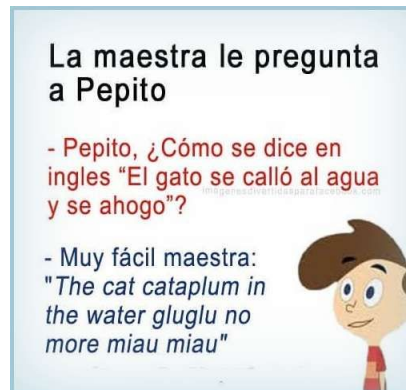 La maestra le pregunta
a Pepito
- Pepito, ¿Cómo se dice en
ingles “El gato se calló al agua
y se ahogo”?
- Muy fácil maestra:
"The cat cataplum in
the water gluglu no
more miau miau"